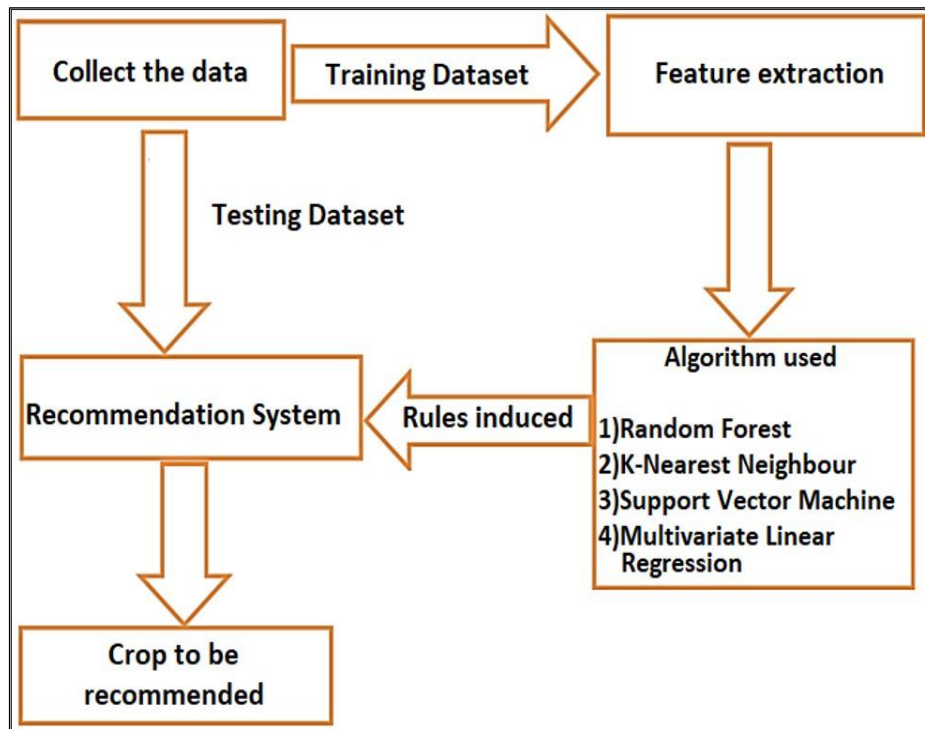 Collect the data
Training Dataset
Feature extraction
Testing Dataset
Recommendation System
Rules induced
Algorithm used
1)Random Forest
2)K-Nearest Neighbour
3)Support Vector Machine
4)Multivariate Linear
Regression
Crop to be
recommended